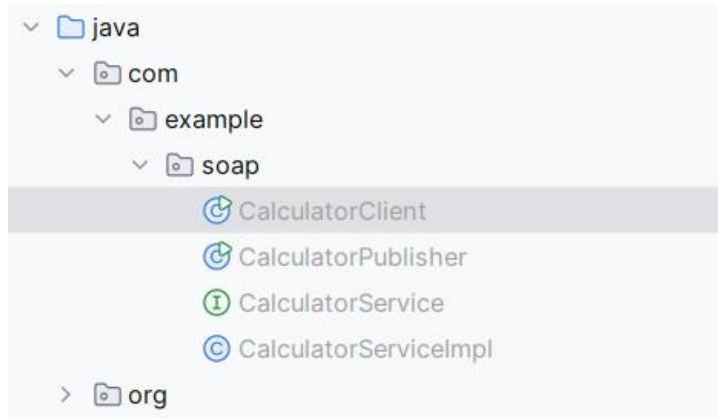 java
com
example
soap
CalculatorClient
CalculatorPublisher
CalculatorService
CalculatorServiceImpl
org